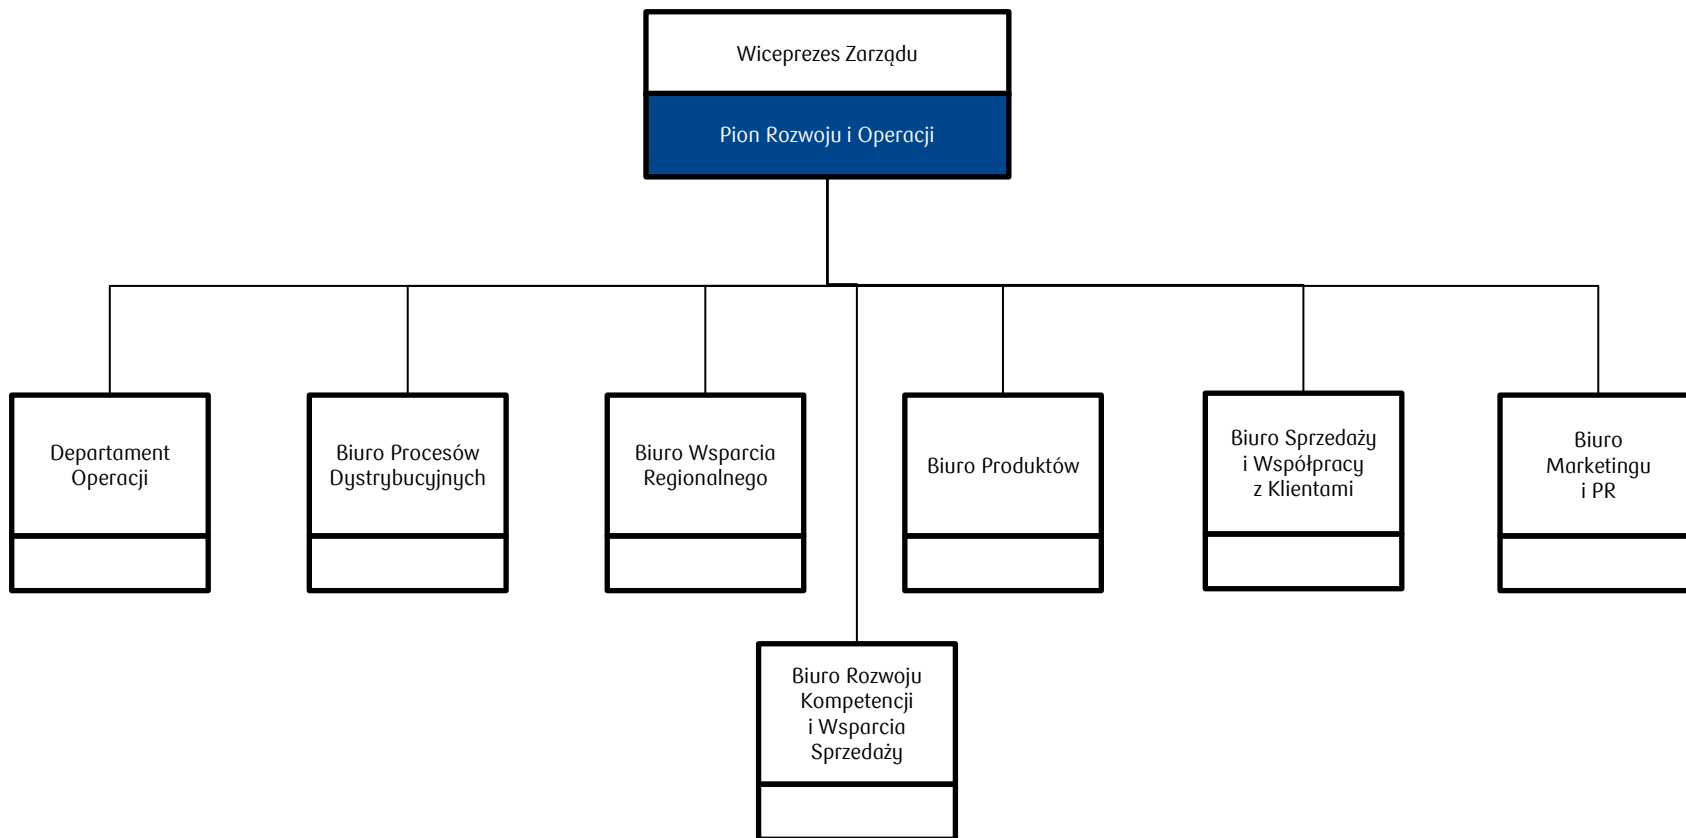 Wiceprezes Zarządu
Pion Rozwoju i Operacji
Departament
Operacji
Biuro Procesów
Dystrybucyjnych
Biuro Wsparcia
Regionalnego
Biuro Produktów
Biuro Sprzedaży
i Współpracy
z Klientami
Biuro
Marketingu
i PR
Biuro Rozwoju
Kompetencji
i Wsparcia
Sprzedaży